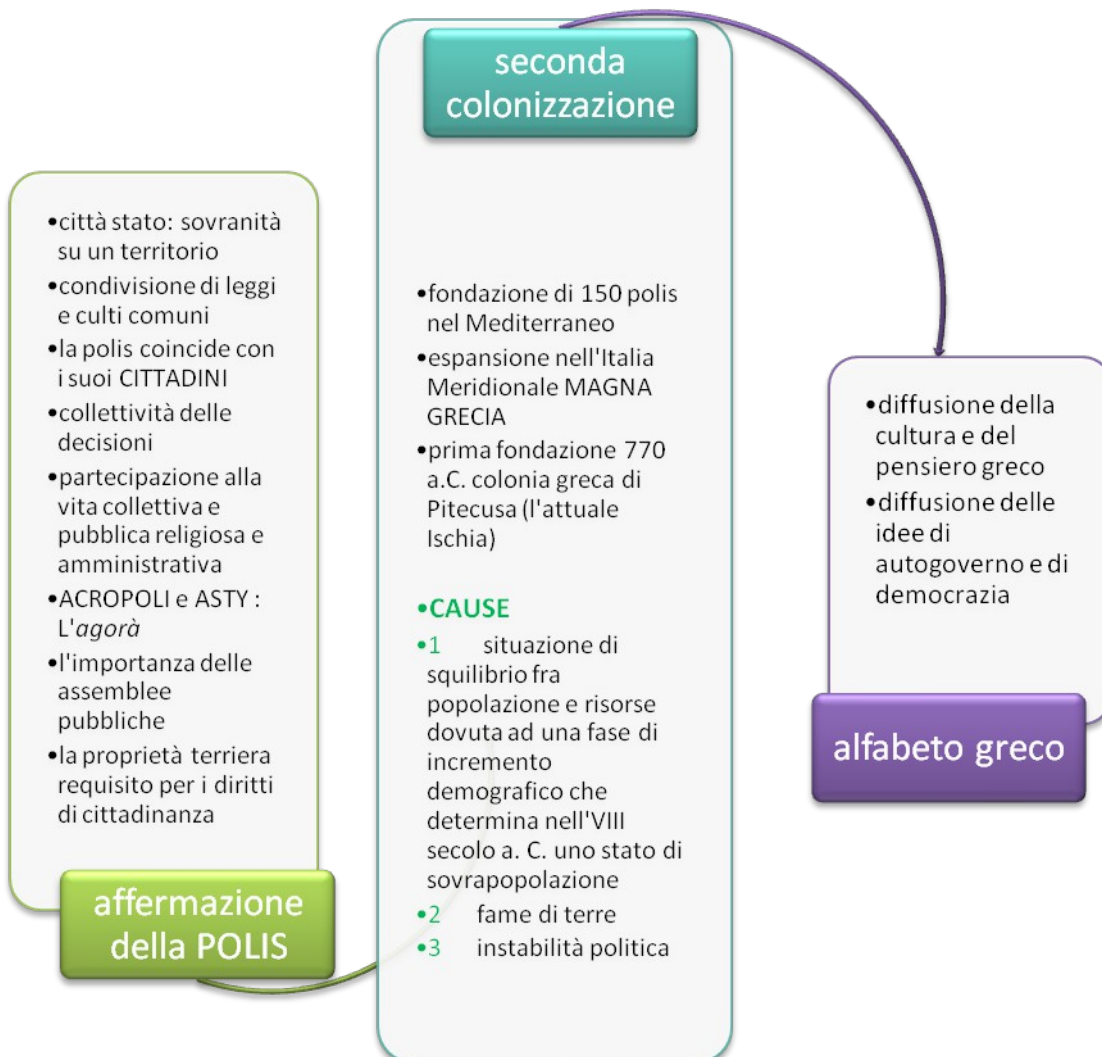 •città stato: sovranità
su un territorio
•condivisione di leggi
e culti comuni
•la polis coincide con
i suoi CITTADINI
•collettività delle
decisioni
•partecipazione alla
vita collettiva e
pubblica religiosa e
amministrativa
•ACROPOLI e ASTY :
L'agorà
•l'importanza delle
assemblee
pubbliche
•la proprietà terriera
requisito per i diritti
di cittadinanza
affermazione
della POLIS
seconda
colonizzazione
•fondazione di 150 polis
nel Mediterraneo
•espansione nell'Italia
Meridionale MAGNA
GRECIA
•prima fondazione 770
a.C. colonia greca di
Pitecusa (l'attuale
Ischia)
•CAUSE
•1 situazione di
squilibrio fra
popolazione e risorse
dovuta ad una fase di
incremento
demografico che
determina nell'VIII
secolo a. C. uno stato di
sovrapopolazione
•2 fame di terre
•3 instabilità politica
•diffusione della
cultura e del
pensiero greco
•diffusione delle
idee di
autogoverno e di
democrazia
alfabeto greco